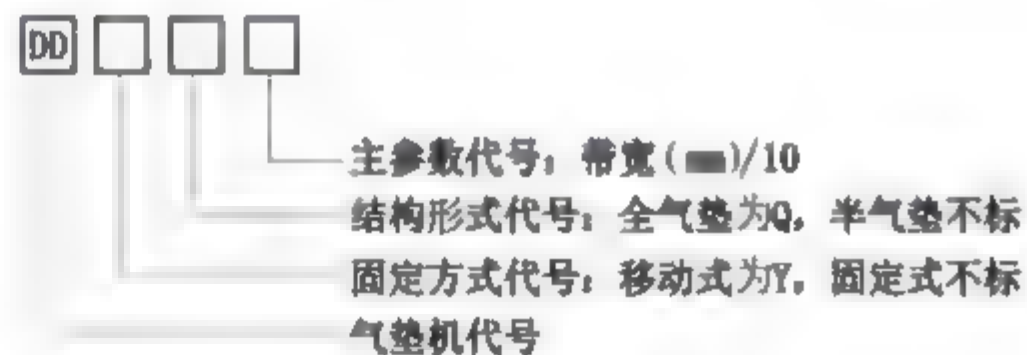 DD
主参数代号：带宽(mm)/10
结构形式代号：全气垫为Q，半气垫不标
固定方式代号：移动式为Y，固定式不标
气垫机代号